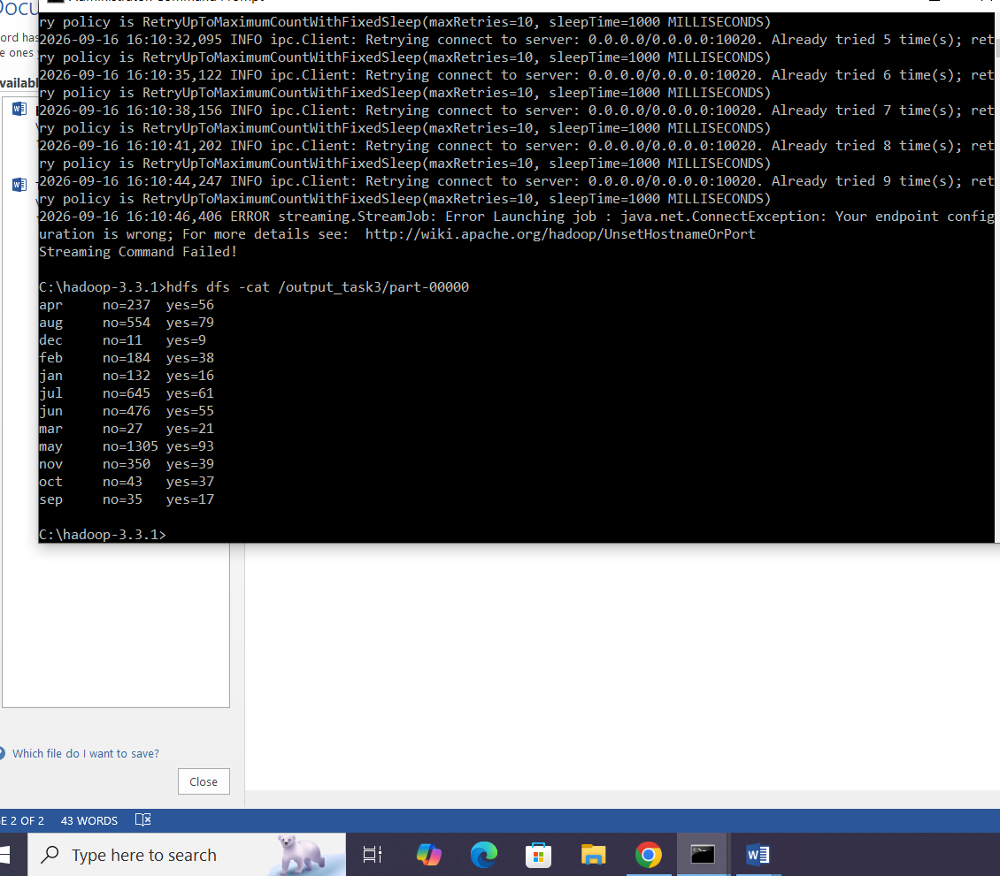 ry policy is RetryUpToMaximumCountWithFixedSleep(maxRetries=10, sleepTime=1000 MILLISECONDS)
2026-09-16 16:10:32,095 INFO ipc.Client: Retrying connect to server: 0.0.0.0/0.0.0.0:10020. Already tried 5 time(s); ret
ry policy is RetryUpToMaximumCountWithFixedSleep(maxRetries=10, sleepTime=1000 MILLISECONDS)
2026-09-16 16:10:35,122 INFO ipc.Client: Retrying connect to server: 0.0.0.0/0.0.0.0:10020. Already tried 6 time(s); ret
ry policy is RetryUpToMaximumCountWithFixedSleep(maxRetries=10, sleepTime=1000 MILLISECONDS)
2026-09-16 16:10:38,156 INFO ipc.Client: Retrying connect to server: 0.0.0.0/0.0.0.0:10020. Already tried 7 time(s); ret
ry policy is RetryUpToMaximumCountWithFixedSleep(maxRetries=10, sleepTime=1000 MILLISECONDS)
2026-09-16 16:10:41,202 INFO ipc.Client: Retrying connect to server: 0.0.0.0/0.0.0.0:10020. Already tried 8 time(s); ret
ry policy is RetryUpToMaximumCountWithFixedSleep(maxRetries=10, sleepTime=1000 MILLISECONDS)
2026-09-16 16:10:44,247 INFO ipc.Client: Retrying connect to server: 0.0.0.0/0.0.0.0:10020. Already tried 9 time(s); ret
ry policy is RetryUpToMaximumCountWithFixedSleep(maxRetries=10, sleepTime=1000 MILLISECONDS)
2026-09-16 16:10:46,406 ERROR streaming.StreamJob: Error Launching job : java.net.ConnectException: Your endpoint config
uration is wrong; For more details see:  http://wiki.apache.org/hadoop/UnsetHostnameOrPort
Streaming Command Failed!
C:\hadoop-3.3.1>hdfs dfs -cat /output_task3/part-00000
apr     no=237  yes=56
aug     no=554  yes=79
dec     no=11   yes=9
feb     no=184  yes=38
jan     no=132  yes=16
jul     no=645  yes=61
jun     no=476  yes=55
mar     no=27   yes=21
may     no=1305 yes=93
nov     no=350  yes=39
oct     no=43   yes=37
sep     no=35   yes=17
C:\hadoop-3.3.1>
Docu
ord has
e ones
vailabl
Which file do I want to save?
Close
E 2 OF 2
43 WORDS
Type here to search